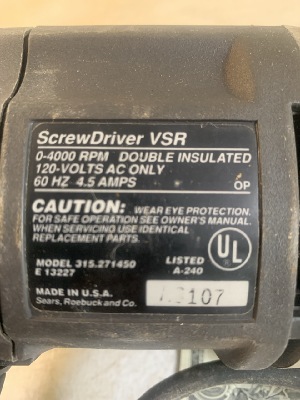 ScrewDriver VSR
0-4000 RPM DOUBLE INSULATED
120-VOLTS AC ONLY
60 HZ 4.5 AMPS OP
CAUTION: WEAR EYE PROTECTION.
FOR SAFE OPERATION SEE OWNER'S MANUAL.
WHEN SERVICING USE IDENTICAL
REPLACEMENT PARTS.
UL
MODEL 315.271450 LISTED
E 13227 A-240
MADE IN U.S.A.
Sears, Roebuck and Co.